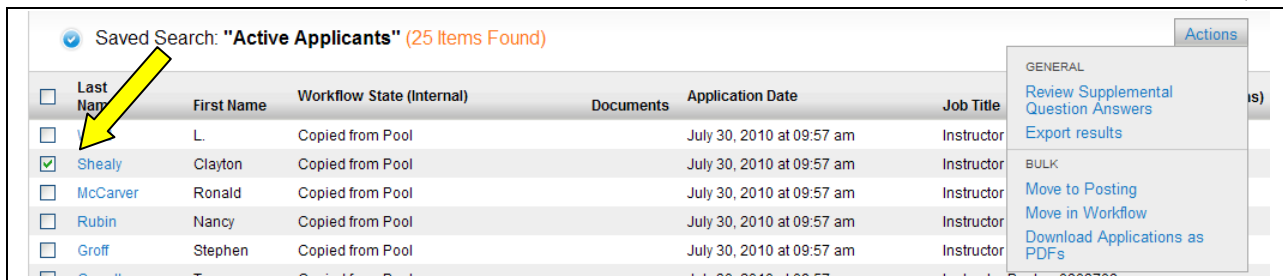 Saved Search: "Active Applicants" (25 Items Found)
Actions
Last Name First Name Workflow State (Internal) Documents Application Date Job Title
L. Copied from Pool July 30, 2010 at 09:57 am Instructor
Shealy Clayton Copied from Pool July 30, 2010 at 09:57 am Instructor
McCarver Ronald Copied from Pool July 30, 2010 at 09:57 am Instructor
Rubin Nancy Copied from Pool July 30, 2010 at 09:57 am Instructor
Groff Stephen Copied from Pool July 30, 2010 at 09:57 am Instructor
GENERAL
Review Supplemental
Question Answers
Export results
BULK
Move to Posting
Move in Workflow
Download Applications as
PDFs